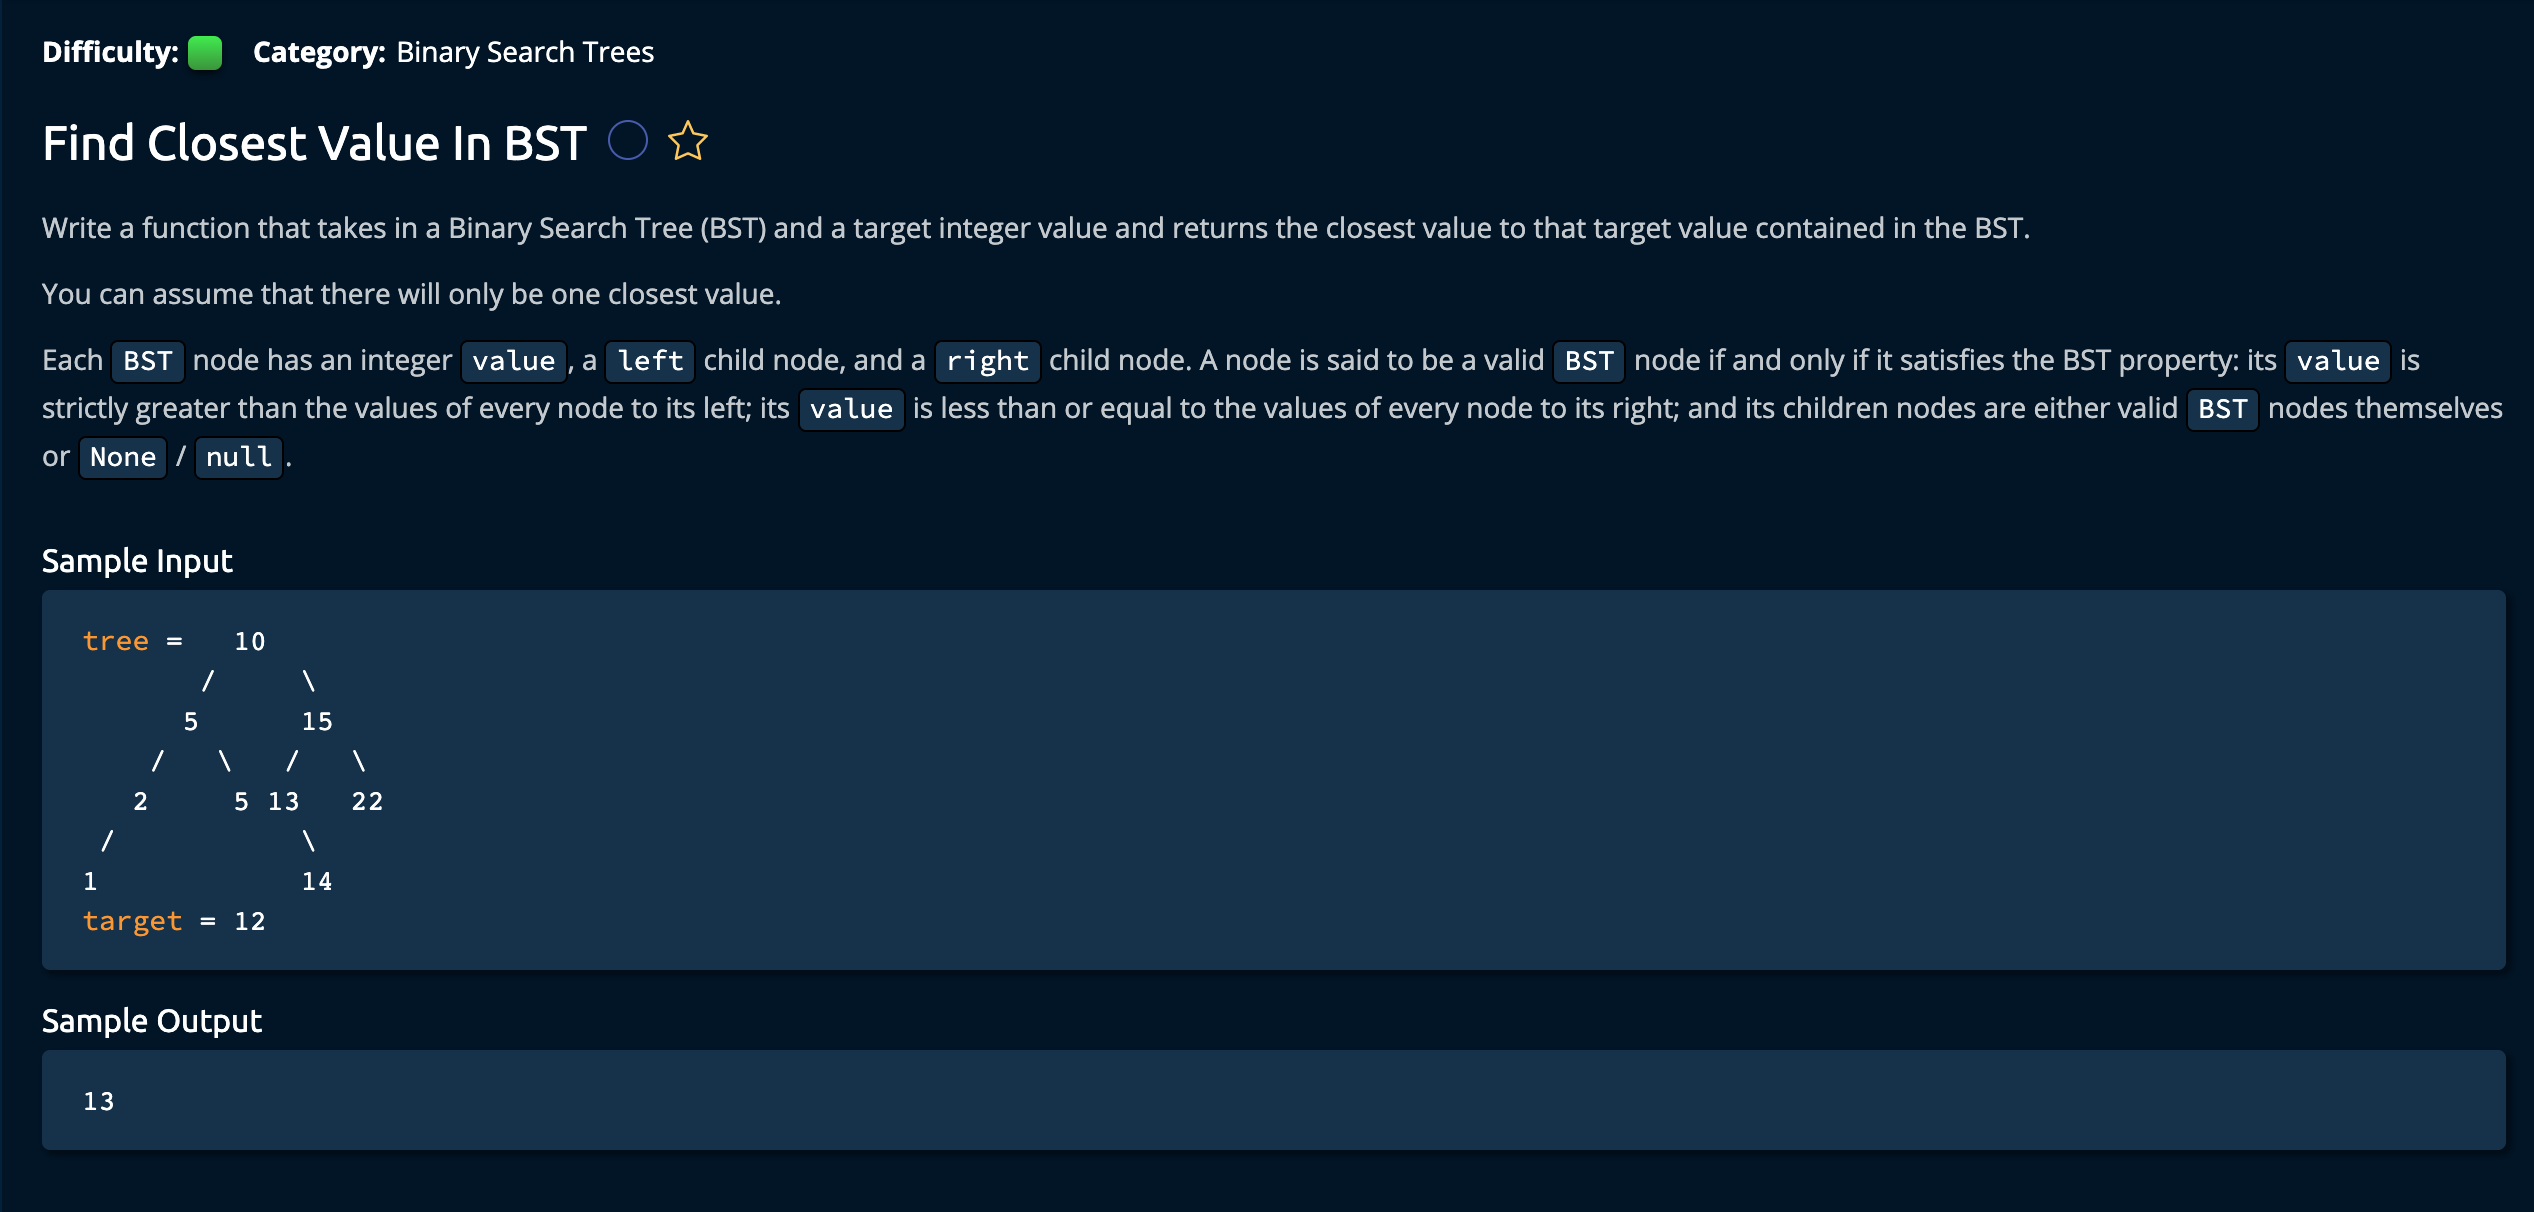 Difficulty: Category: Binary Search Trees
Find Closest Value In BST
Write a function that takes in a Binary Search Tree (BST) and a target integer value and returns the closest value to that target value contained in the BST.
You can assume that there will only be one closest value.
Each BST node has an integer value, a left child node, and a right child node. A node is said to be a valid BST node if and only if it satisfies the BST property: its value is
strictly greater than the values of every node to its left; its value is less than or equal to the values of every node to its right; and its children nodes are either valid BST nodes themselves
or None / null.
Sample Input
tree =   10
       /     \
      5      15
    /   \   /   \
   2     5 13   22
 /           \
1            14
target = 12
Sample Output
13